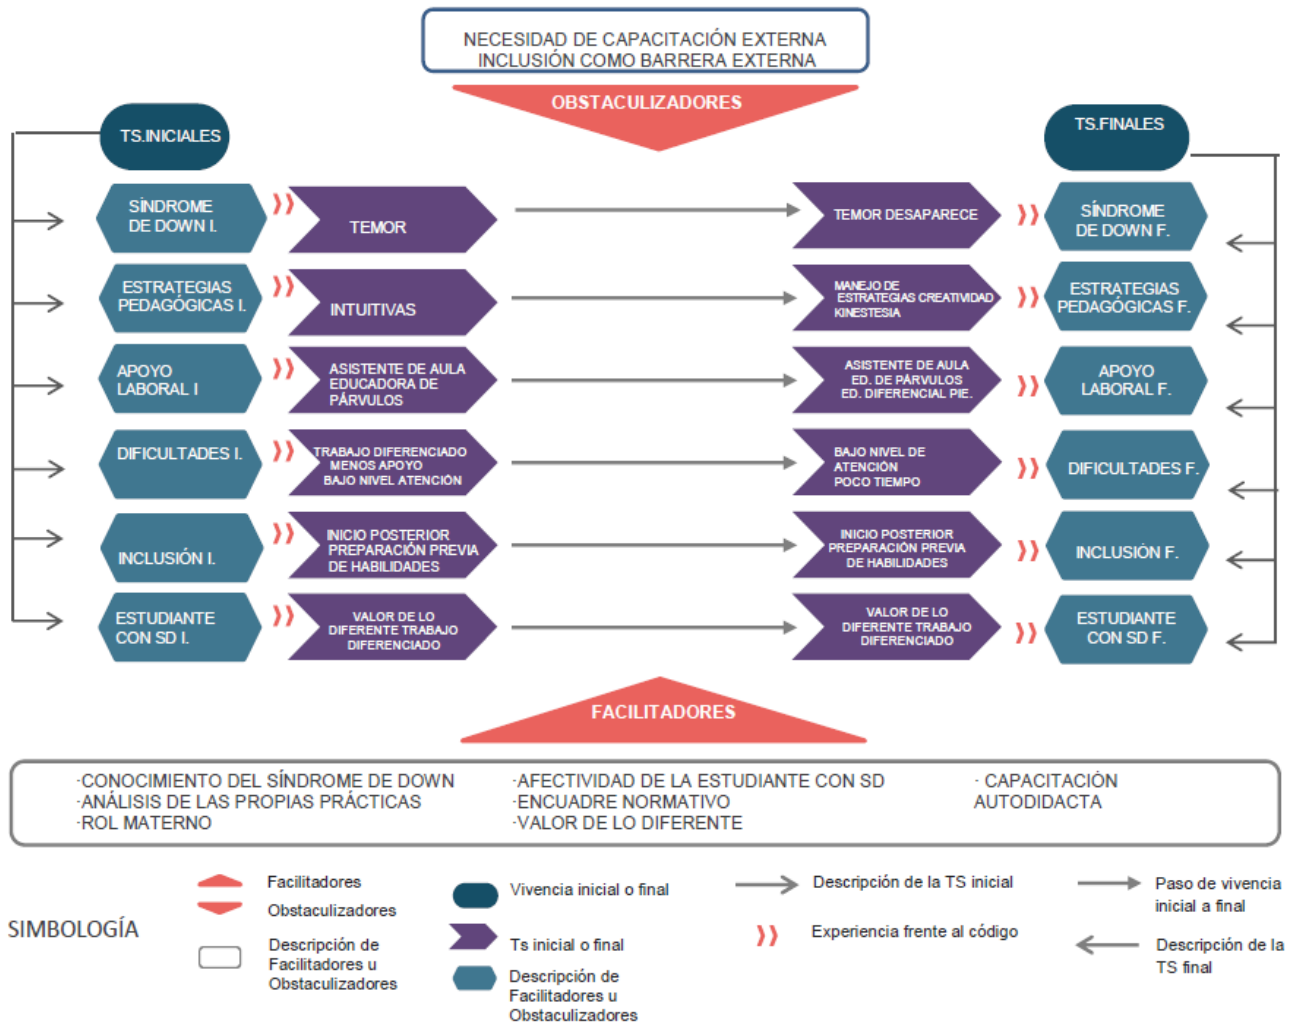 NECESIDAD DE CAPACITACIÓN EXTERNA
INCLUSIÓN COMO BARRERA EXTERNA
OBSTACULIZADORES
TS.INICIALES
TS.FINALES
SÍNDROME
DE DOWN I.
TEMOR
TEMOR DESAPARECE
SÍNDROME
DE DOWN F.
ESTRATEGIAS
PEDAGÓGICAS I.
INTUITIVAS
MANEJO DE
ESTRATEGIAS CREATIVIDAD
KINESTESIA
ESTRATEGIAS
PEDAGÓGICAS F.
APOYO
LABORAL I
ASISTENTE DE AULA
EDUCADORA DE
PÁRVULOS
ASISTENTE DE AULA
ED. DE PÁRVULOS
ED. DIFERENCIAL PIE.
APOYO
LABORAL F.
DIFICULTADES I.
TRABAJO DIFERENCIADO
MENOS APOYO
BAJO NIVEL ATENCIÓN
BAJO NIVEL DE
ATENCIÓN
POCO TIEMPO
DIFICULTADES F.
INCLUSIÓN I.
INICIO POSTERIOR
PREPARACIÓN PREVIA
DE HABILIDADES
INICIO POSTERIOR
PREPARACIÓN PREVIA
DE HABILIDADES
INCLUSIÓN F.
ESTUDIANTE
CON SD I.
VALOR DE LO
DIFERENTE TRABAJO
DIFERENCIADO
VALOR DE LO
DIFERENTE TRABAJO
DIFERENCIADO
ESTUDIANTE
CON SD F.
FACILITADORES
·CONOCIMIENTO DEL SÍNDROME DE DOWN
·ANÁLISIS DE LAS PROPIAS PRÁCTICAS
·ROL MATERNO
·AFECTIVIDAD DE LA ESTUDIANTE CON SD
·ENCUADRE NORMATIVO
·VALOR DE LO DIFERENTE
· CAPACITACIÓN
AUTODIDACTA
SIMBOLOGÍA
Facilitadores
Obstaculizadores
Descripción de
Facilitadores u
Obstaculizadores
Vivencia inicial o final
Ts inicial o final
Descripción de
Facilitadores u
Obstaculizadores
Descripción de la TS inicial
Experiencia frente al código
Paso de vivencia
inicial a final
Descripción de la
TS final